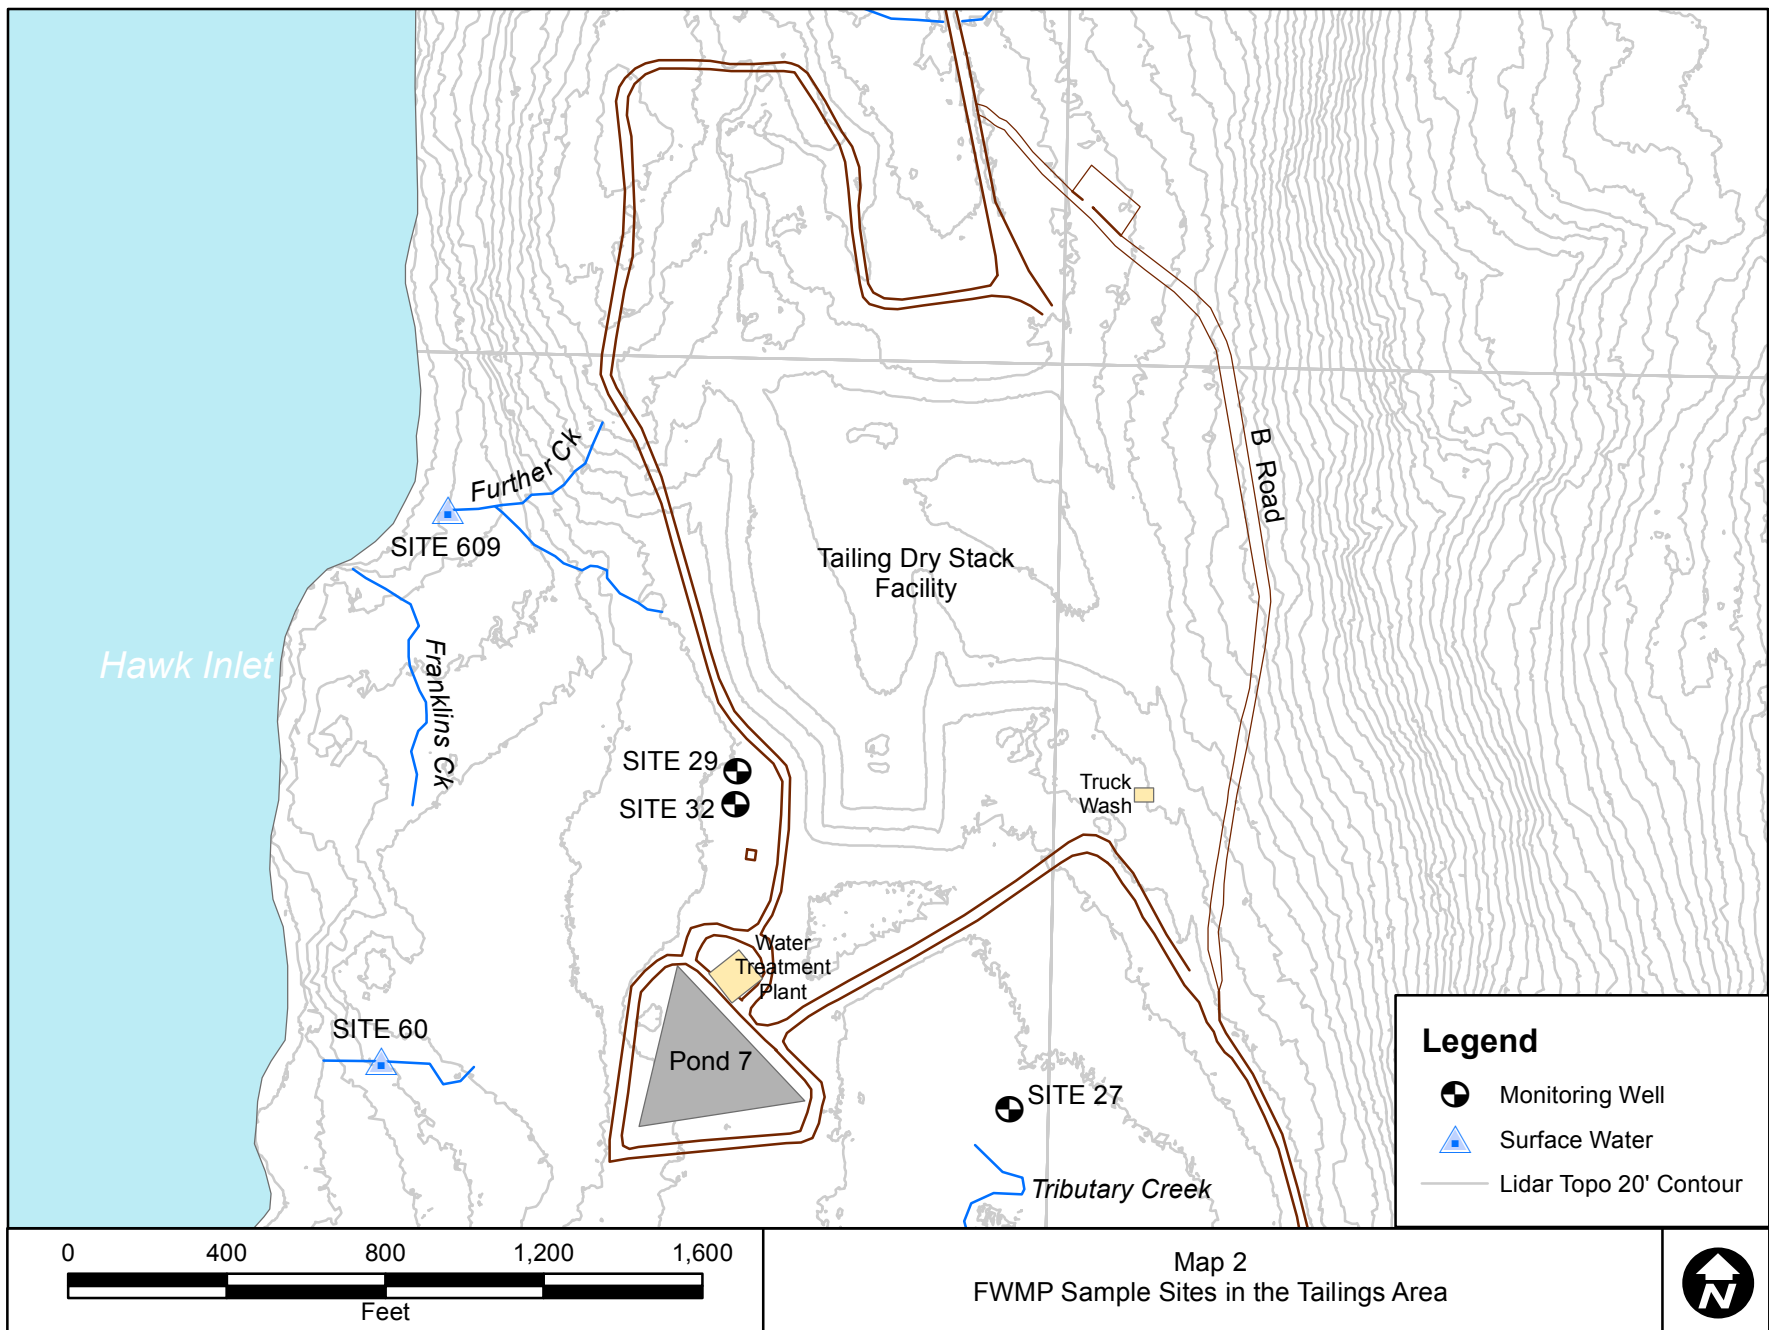 Further Ck
SITE 609
B Road
Tailing Dry Stack
Facility
Hawk Inlet
Franklins Ck
SITE 29
SITE 32
Truck
Wash
Water
Treatment
Plant
SITE 60
Pond 7
SITE 27
Tributary Creek
Legend
Monitoring Well
Surface Water
Lidar Topo 20' Contour
0 400 800 1,200 1,600
Feet
Map 2
FWMP Sample Sites in the Tailings Area
N